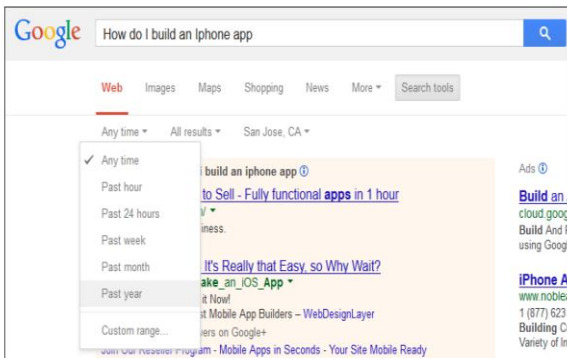 Google How do I build an Iphone app
Web Images Maps Shopping News More Search tools
Any time All results San Jose, CA
Any time
Past hour
Past 24 hours
Past week
Past month
Past year
Custom range...
i build an iphone app
to Sell - Fully functional apps in 1 hour
iness.
It's Really that Easy, so Why Wait?
ake_an_iOS_App
it Now!
st Mobile App Builders – WebDesignLayer
vers on Google+
Join Our Reseller Program - Mobile Apps in Seconds - Your Site Mobile Ready
Ads
Build an
cloud.goog
Build And
using Googl
iPhone A
www.noblea
1 (877) 623
Building C
Variety of In